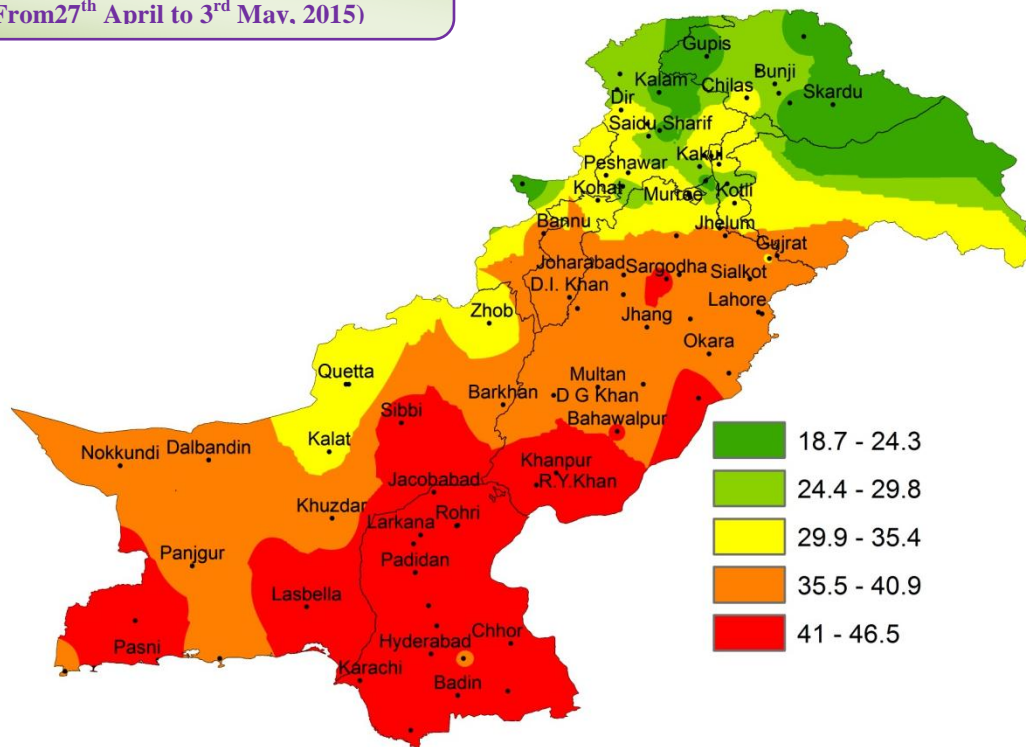 From27th April to 3rd May, 2015)
Gupis
Kalam
Chilas
Bunji
Skardu
Dir
Saidu Sharif
Peshawar
Kakul
Kohat
Murree
Kotli
Bannu
Jhelum
Gujrat
Joharabad
Sargodha
Sialkot
D.I. Khan
Lahore
Zhob
Jhang
Okara
Quetta
Multan
Barkhan
D G Khan
Sibbi
Bahawalpur
Kalat
Nokkundi
Dalbandin
Khanpur
Jacobabad
R.Y.Khan
Khuzdar
Rohri
Larkana
Panjgur
Padidan
Lasbella
Pasni
Hyderabad
Chhor
Karachi
Badin
18.7 - 24.3
24.4 - 29.8
29.9 - 35.4
35.5 - 40.9
41 - 46.5